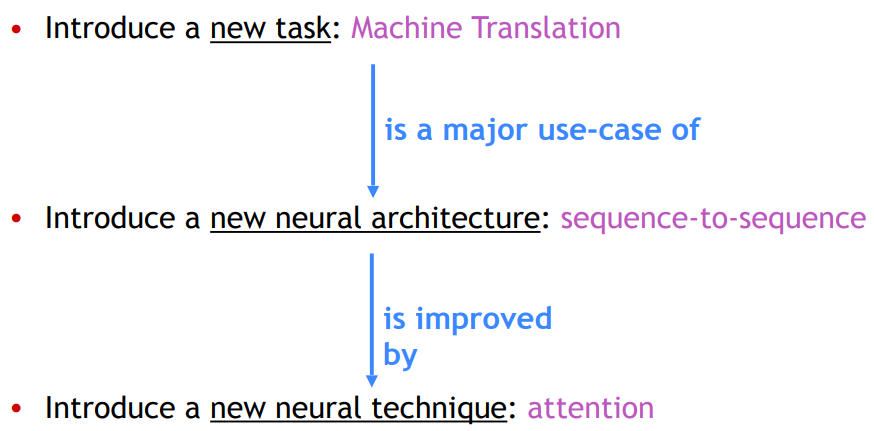 • Introduce a new task: Machine Translation
is a major use-case of
• Introduce a new neural architecture: sequence-to-sequence
is improved
by
• Introduce a new neural technique: attention